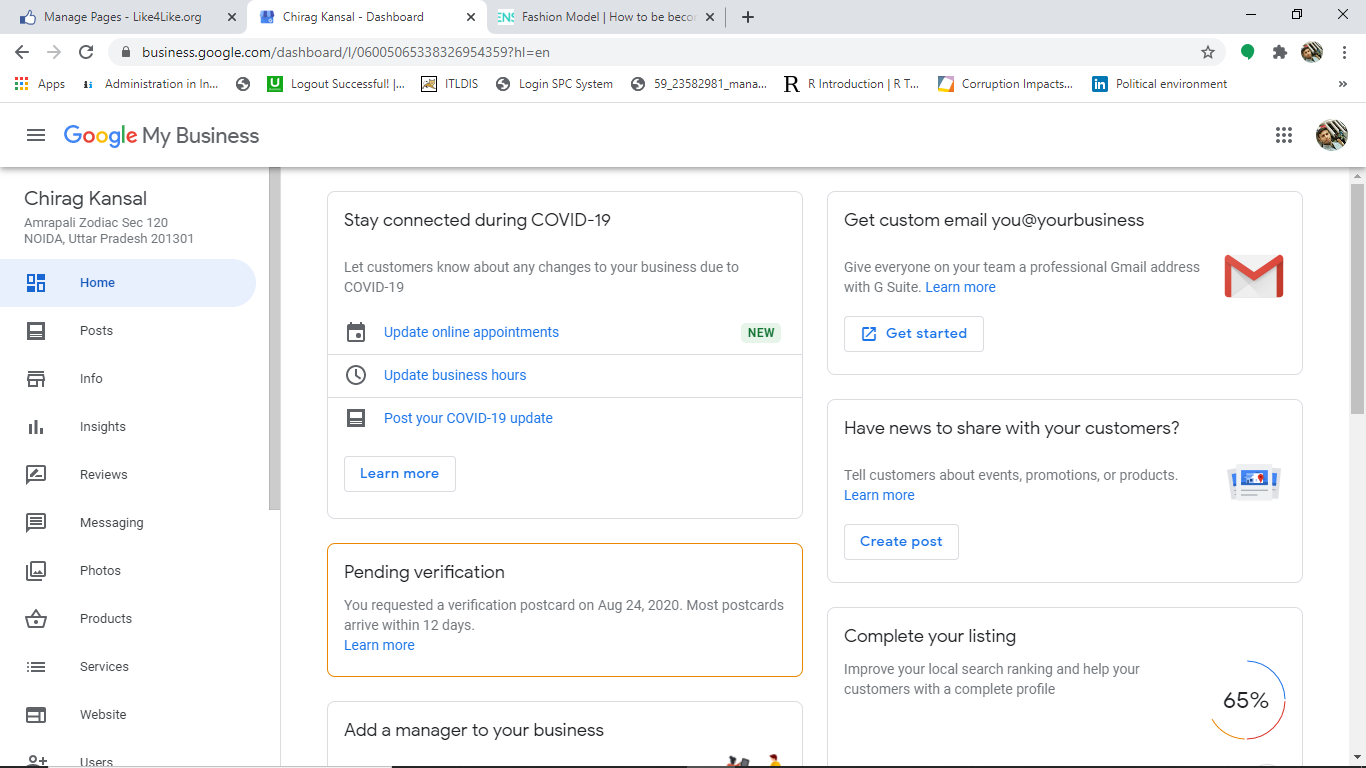 Manage Pages - Like4Like.org
Chirag Kansal - Dashboard
Fashion Model | How to be beco
business.google.com/dashboard/l/06005065338326954359?hl=en
Apps
Administration in In...
Logout Successful! |...
ITLDIS
Login SPC System
59_23582981_mana...
R Introduction | R T...
Corruption Impacts...
Political environment
Google My Business
Chirag Kansal
Amrapali Zodiac Sec 120
NOIDA, Uttar Pradesh 201301
Home
Posts
Info
Insights
Reviews
Messaging
Photos
Products
Services
Website
Users
Stay connected during COVID-19
Let customers know about any changes to your business due to
COVID-19
Update online appointments
NEW
Update business hours
Post your COVID-19 update
Learn more
Pending verification
You requested a verification postcard on Aug 24, 2020. Most postcards
arrive within 12 days.
Learn more
Add a manager to your business
Get custom email you@yourbusiness
Give everyone on your team a professional Gmail address
with G Suite. Learn more
Get started
Have news to share with your customers?
Tell customers about events, promotions, or products.
Learn more
Create post
Complete your listing
Improve your local search ranking and help your
customers with a complete profile
65%